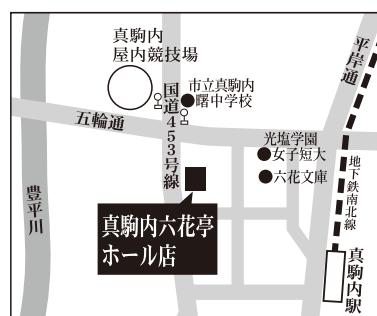 真駒内
屋内競技場
平岸通
国道453号線
市立真駒内
曙中学校
五輪通
光塩学園
女子短大
六花文庫
地下鉄南北線
豊平川
真駒内六花亭
ホール店
真駒内駅